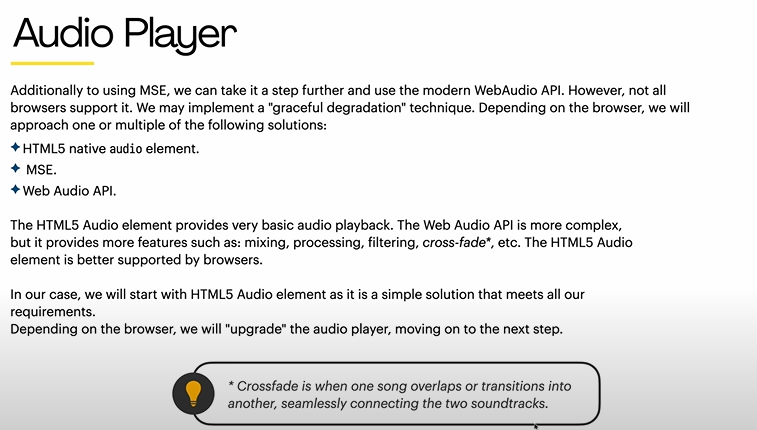 Audio Player
Additionally to using MSE, we can take it a step further and use the modern WebAudio API. However, not all
browsers support it. We may implement a "graceful degradation" technique. Depending on the browser, we will
approach one or multiple of the following solutions:
✦HTML5 native audio element.
✦ MSE.
✦Web Audio API.
The HTML5 Audio element provides very basic audio playback. The Web Audio API is more complex,
but it provides more features such as: mixing, processing, filtering, cross-fade*, etc. The HTML5 Audio
element is better supported by browsers.
In our case, we will start with HTML5 Audio element as it is a simple solution that meets all our
requirements.
Depending on the browser, we will "upgrade" the audio player, moving on to the next step.
* Crossfade is when one song overlaps or transitions into
another, seamlessly connecting the two soundtracks.